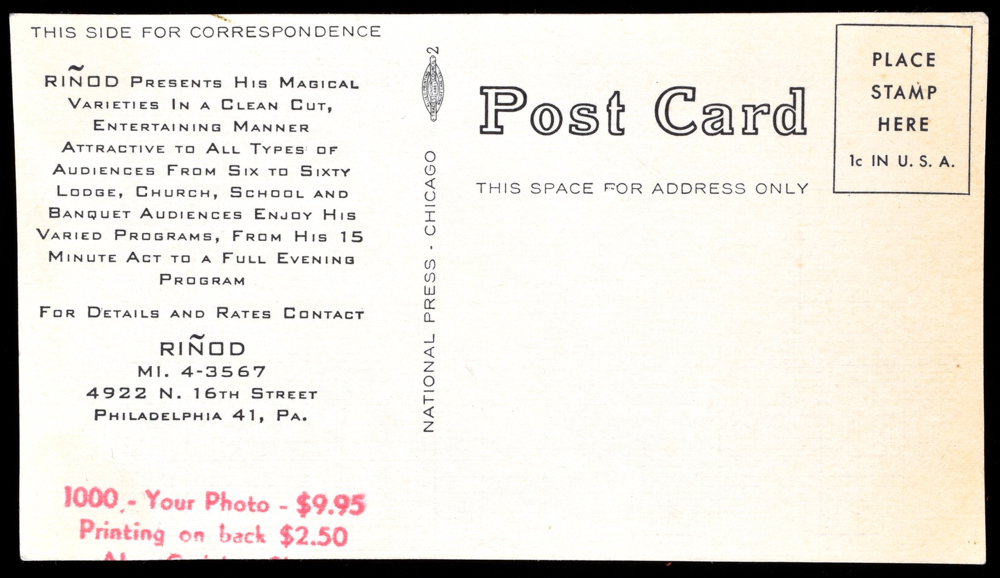 THIS SIDE FOR CORRESPONDENCE
RIÑOD PRESENTS HIS MAGICAL
VARIETIES IN A CLEAN CUT,
ENTERTAINING MANNER
ATTRACTIVE TO ALL TYPES OF
AUDIENCES FROM SIX TO SIXTY
LODGE, CHURCH, SCHOOL AND
BANQUET AUDIENCES ENJOY HIS
VARIED PROGRAMS, FROM HIS 15
MINUTE ACT TO A FULL EVENING
PROGRAM
FOR DETAILS AND RATES CONTACT
RIÑOD
MI. 4-3567
4922 N. 16TH STREET
PHILADELPHIA 41, PA.
1000 - Your Photo - $9.95
Printing on back $2.50
NATIONAL PRESS - CHICAGO
2
Post Card
THIS SPACE FOR ADDRESS ONLY
PLACE
STAMP
HERE
1c IN U. S. A.